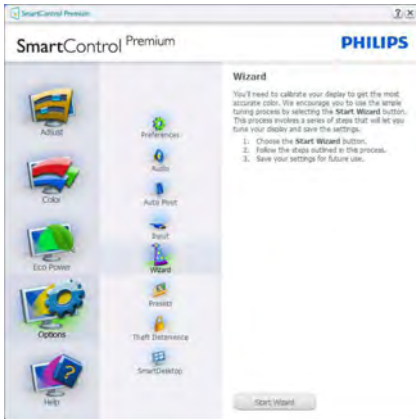 SmartControl Premium
SmartControl Premium
PHILIPS
Adjust
Color
Eco Power
Options
Help
Preferences
Audio
Auto Pivot
Input
Wizard
Presets
Theft Deterrence
SmartDesktop
Wizard
You'll need to calibrate your display to get the most
accurate color. We encourage you to use the simple
tuning process by selecting the Start Wizard button.
This process involves a series of steps that will let you
tune your display and save the settings.
1. Choose the Start Wizard button.
2. Follow the steps outlined in the process.
3. Save your settings for future use.
Start Wizard